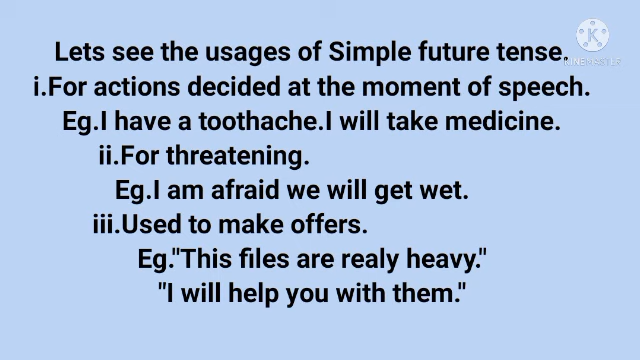 Lets see the usages of Simple future tense.
i.For actions decided at the moment of speech.
Eg.I have a toothache.I will take medicine.
ii.For threatening.
Eg.I am afraid we will get wet.
iii.Used to make offers.
Eg."This files are realy heavy."
"I will help you with them."
K
KINEMASTER